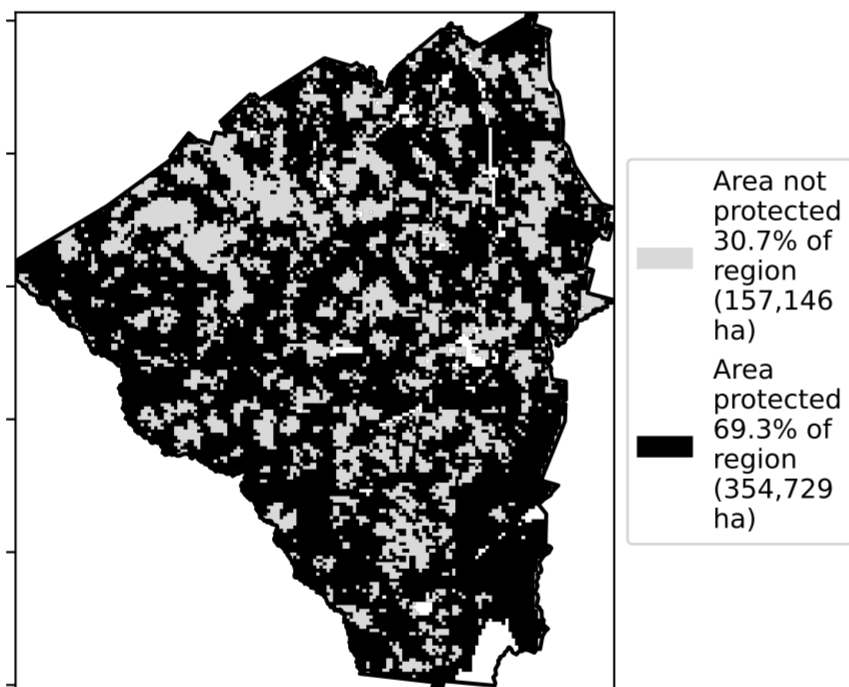 Area not
protected
30.7% of
region
(157,146
ha)
Area
protected
69.3% of
region
(354,729
ha)